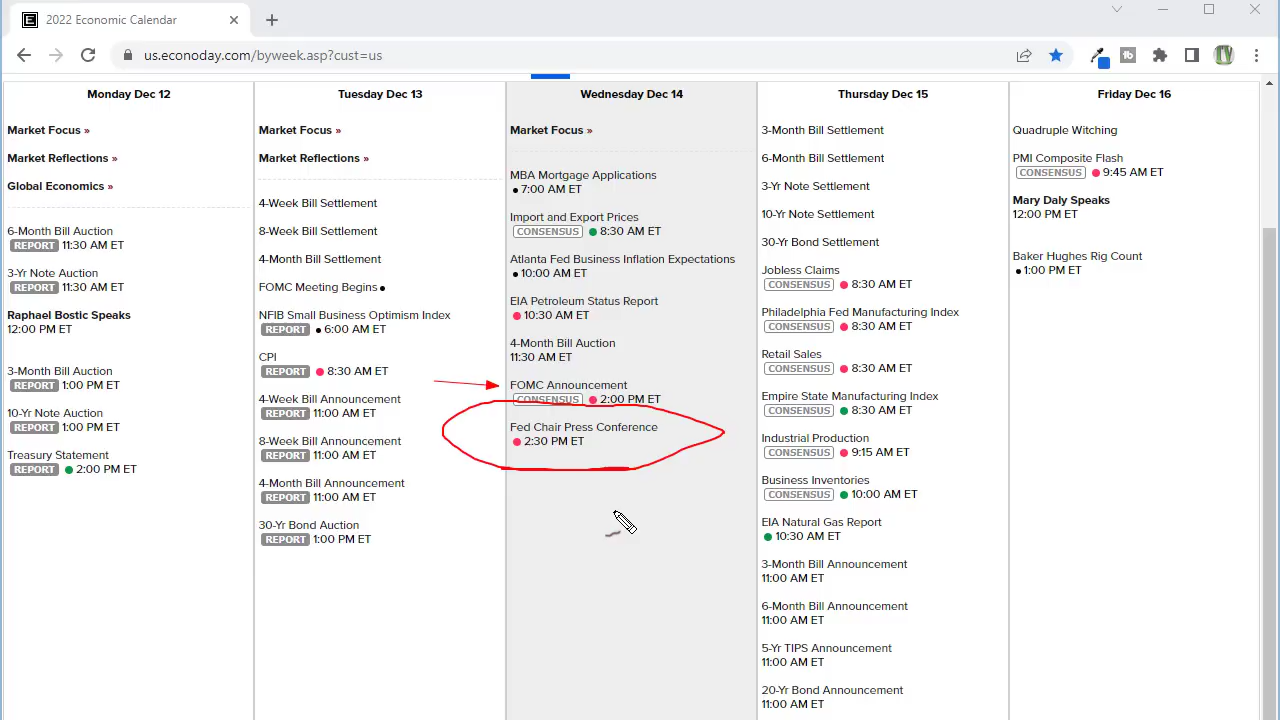 2022 Economic Calendar
us.econoday.com/byweek.asp?cust=us
Monday Dec 12
Market Focus »
Market Reflections »
Global Economics »
6-Month Bill Auction
REPORT 11:30 AM ET
3-Yr Note Auction
REPORT 11:30 AM ET
Raphael Bostic Speaks
12:00 PM ET
3-Month Bill Auction
REPORT 1:00 PM ET
10-Yr Note Auction
REPORT 1:00 PM ET
Treasury Statement
REPORT 2:00 PM ET
Tuesday Dec 13
Market Focus »
Market Reflections »
4-Week Bill Settlement
8-Week Bill Settlement
4-Month Bill Settlement
FOMC Meeting Begins
NFIB Small Business Optimism Index
REPORT 6:00 AM ET
CPI
REPORT 8:30 AM ET
4-Week Bill Announcement
REPORT 11:00 AM ET
8-Week Bill Announcement
REPORT 11:00 AM ET
4-Month Bill Announcement
REPORT 11:00 AM ET
30-Yr Bond Auction
REPORT 1:00 PM ET
Wednesday Dec 14
Market Focus »
MBA Mortgage Applications
7:00 AM ET
Import and Export Prices
CONSENSUS 8:30 AM ET
Atlanta Fed Business Inflation Expectations
10:00 AM ET
EIA Petroleum Status Report
10:30 AM ET
4-Month Bill Auction
11:30 AM ET
FOMC Announcement
CONSENSUS 2:00 PM ET
Fed Chair Press Conference
2:30 PM ET
Thursday Dec 15
3-Month Bill Settlement
6-Month Bill Settlement
3-Yr Note Settlement
10-Yr Note Settlement
30-Yr Bond Settlement
Jobless Claims
CONSENSUS 8:30 AM ET
Philadelphia Fed Manufacturing Index
CONSENSUS 8:30 AM ET
Retail Sales
CONSENSUS 8:30 AM ET
Empire State Manufacturing Index
CONSENSUS 8:30 AM ET
Industrial Production
CONSENSUS 9:15 AM ET
Business Inventories
CONSENSUS 10:00 AM ET
EIA Natural Gas Report
10:30 AM ET
3-Month Bill Announcement
11:00 AM ET
6-Month Bill Announcement
11:00 AM ET
5-Yr TIPS Announcement
11:00 AM ET
20-Yr Bond Announcement
11:00 AM ET
Friday Dec 16
Quadruple Witching
PMI Composite Flash
CONSENSUS 9:45 AM ET
Mary Daly Speaks
12:00 PM ET
Baker Hughes Rig Count
1:00 PM ET